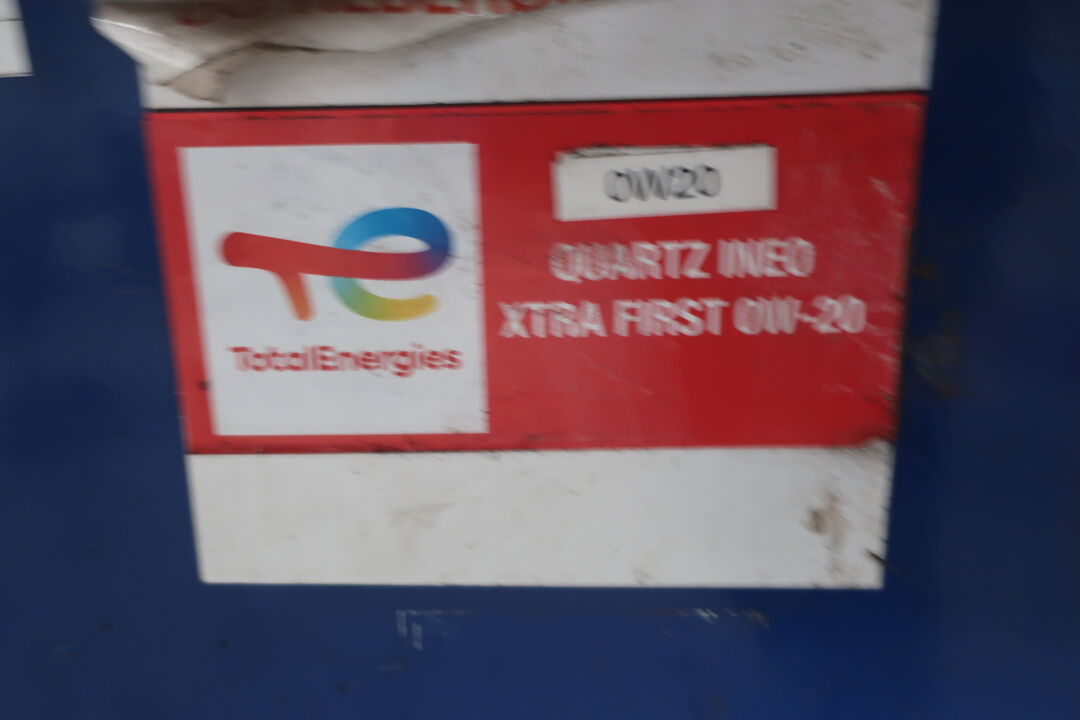 0W20
QUARTZ INEO
XTRA FIRST 0W-20
TotalEnergies